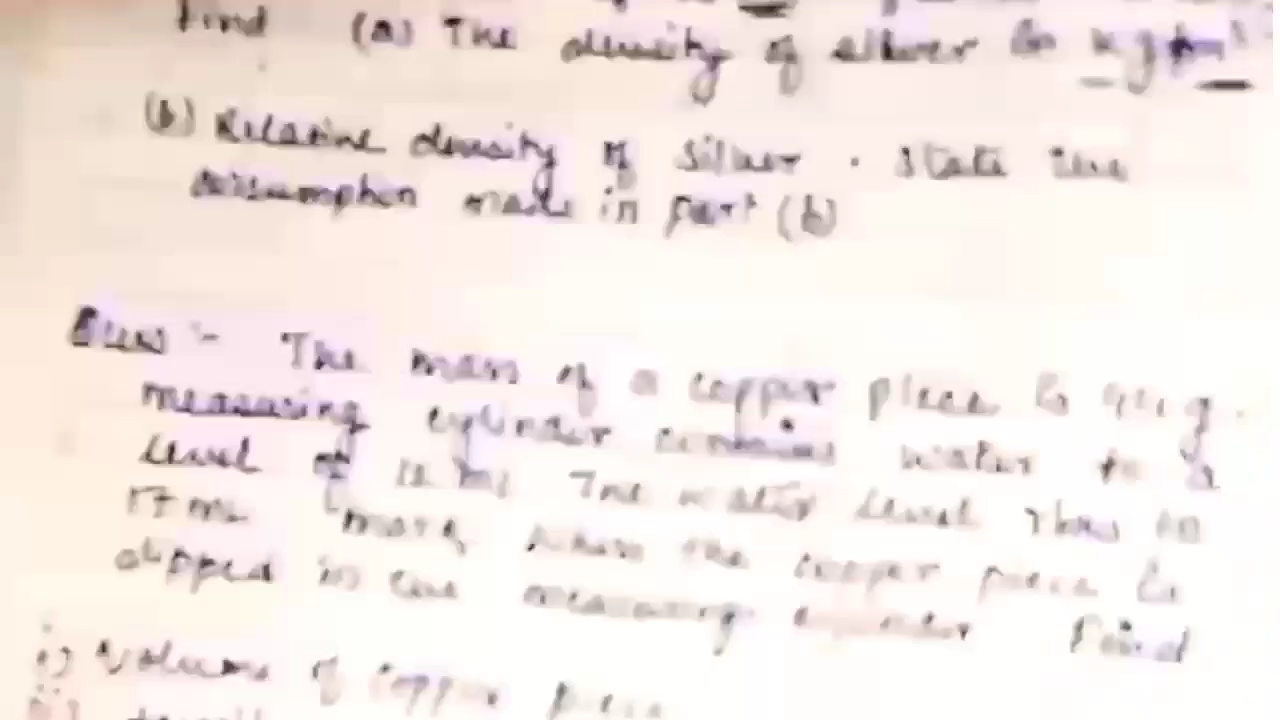 find (a) The density of silver in kg
(b) Relative density of silver. State the
assumption made in part (b)
Ques :- The mass of a copper piece is g.
measuring cylinder contains water to a
level of ml The water level rises to
17 ml mark when the copper piece is
dipped in the measuring cylinder Find
i) Volume of copper piece
ii)